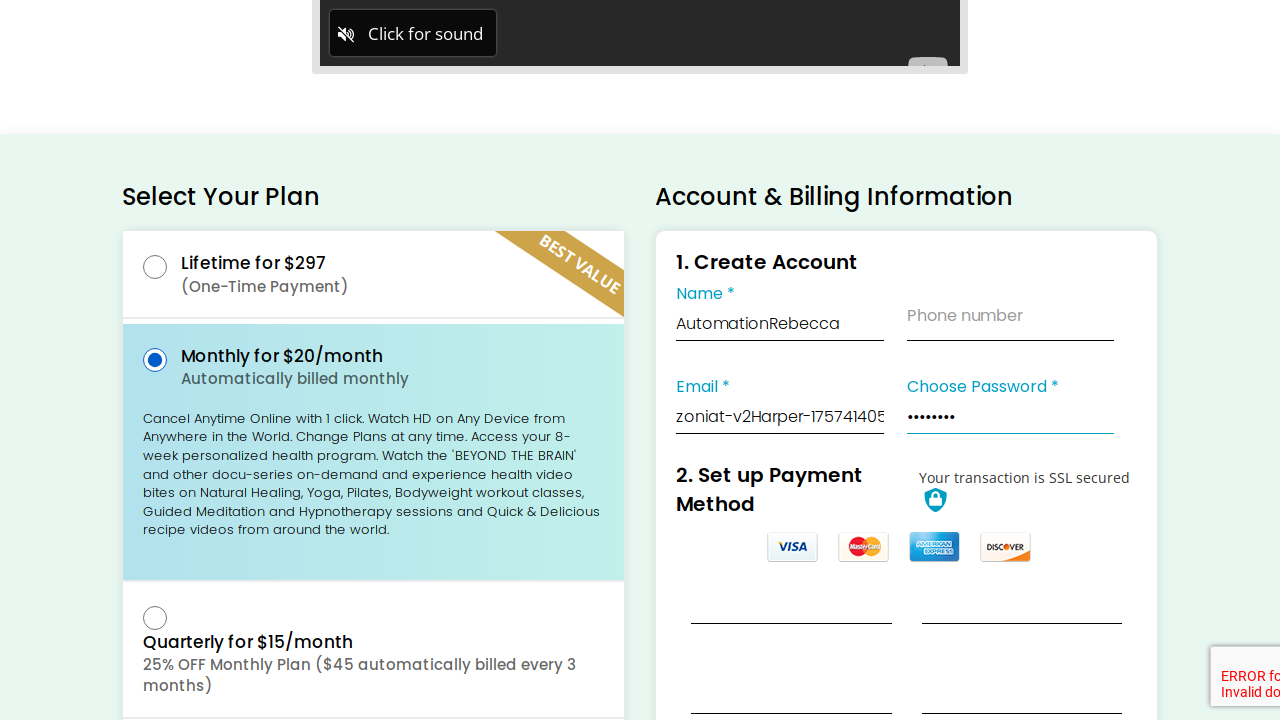 Click for sound
Select Your Plan
Account & Billing Information
Lifetime for $297
(One-Time Payment)
BEST VALUE
Monthly for $20/month
Automatically billed monthly
Cancel Anytime Online with 1 click. Watch HD on Any Device from
Anywhere in the World. Change Plans at any time. Access your 8-
week personalized health program. Watch the 'BEYOND THE BRAIN'
and other docu-series on-demand and experience health video
bites on Natural Healing, Yoga, Pilates, Bodyweight workout classes,
Guided Meditation and Hypnotherapy sessions and Quick & Delicious
recipe videos from around the world.
Quarterly for $15/month
25% OFF Monthly Plan ($45 automatically billed every 3
months)
1. Create Account
Name *
AutomationRebecca
Phone number
Email *
zoniat-v2Harper-175741405
Choose Password *
••••••••
2. Set up Payment
Method
Your transaction is SSL secured
VISA
MasterCard
AMERICAN
EXPRESS
DISCOVER
ERROR fo
Invalid do